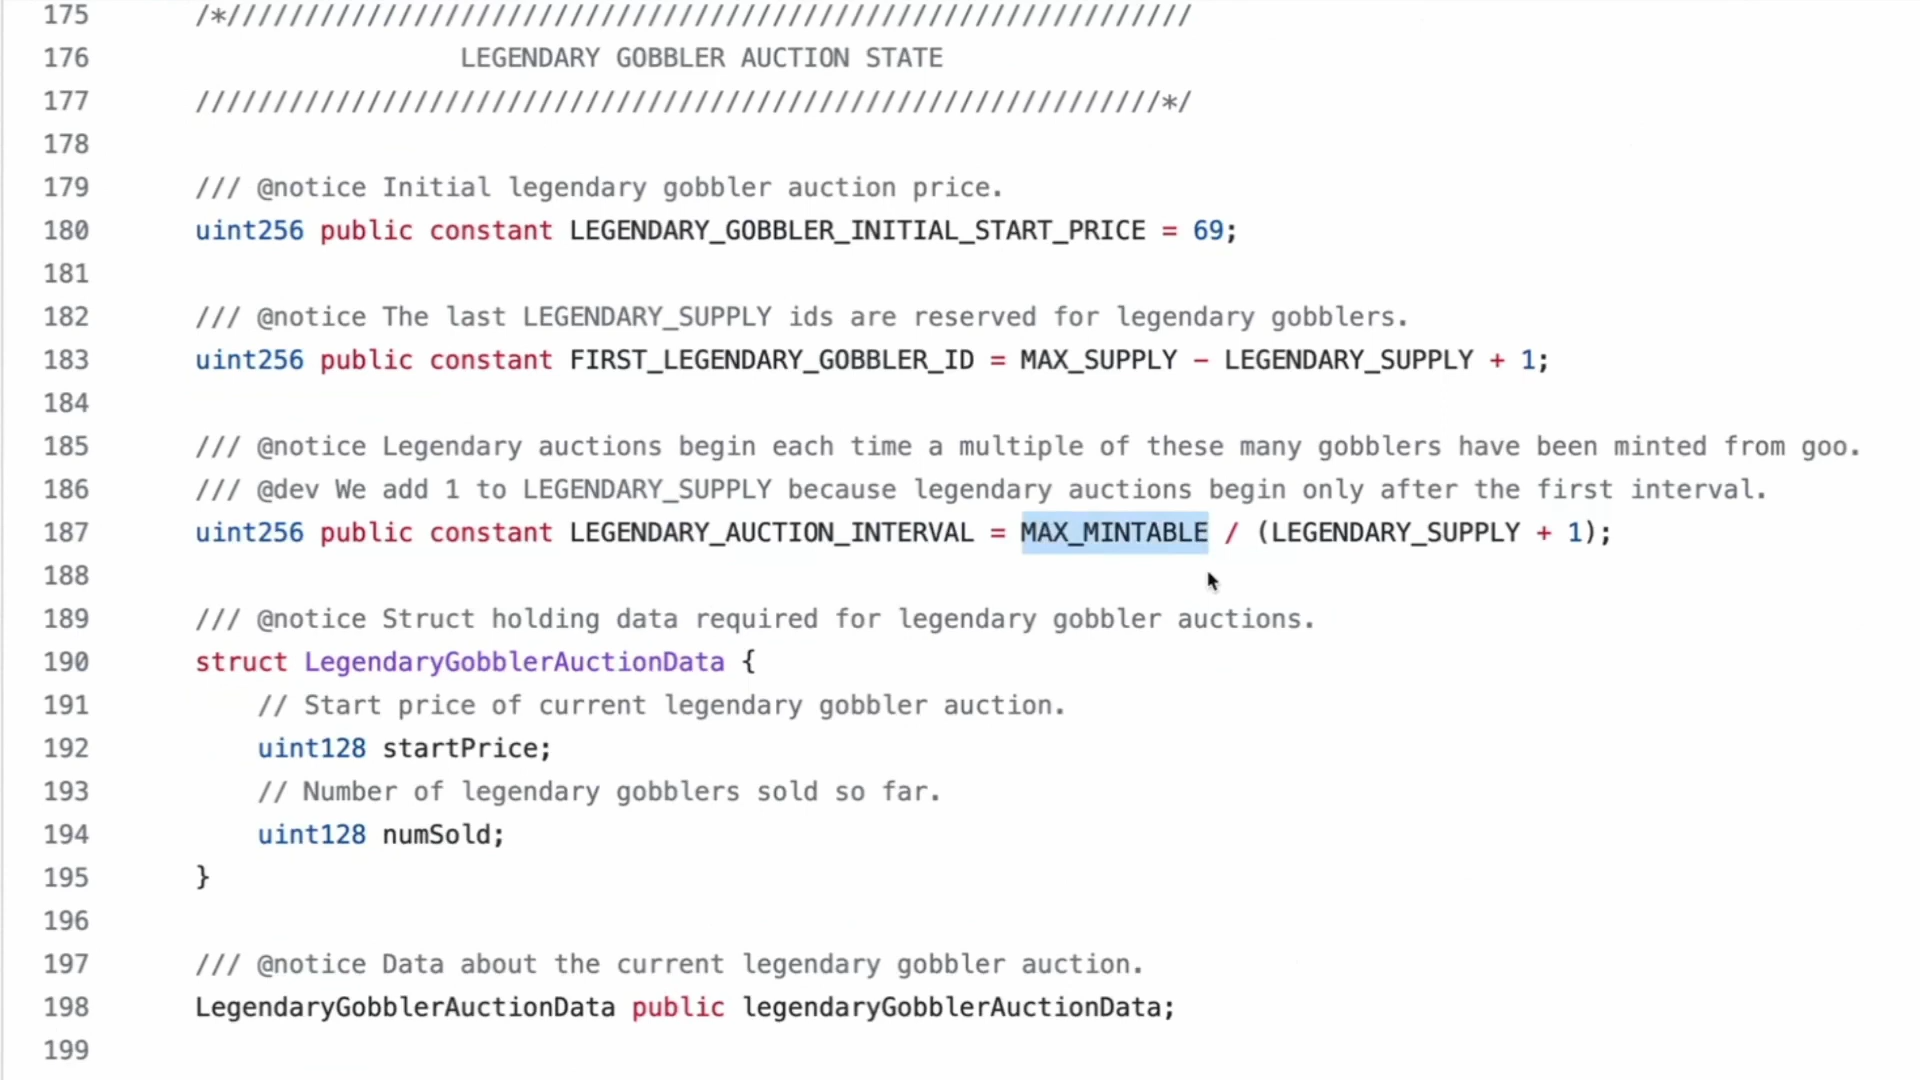 175 /*//////////////////////////////////////////////////////////////
176 LEGENDARY GOBBLER AUCTION STATE
177 //////////////////////////////////////////////////////////////*/
178
179 /// @notice Initial legendary gobbler auction price.
180 uint256 public constant LEGENDARY_GOBBLER_INITIAL_START_PRICE = 69;
181
182 /// @notice The last LEGENDARY_SUPPLY ids are reserved for legendary gobblers.
183 uint256 public constant FIRST_LEGENDARY_GOBBLER_ID = MAX_SUPPLY - LEGENDARY_SUPPLY + 1;
184
185 /// @notice Legendary auctions begin each time a multiple of these many gobblers have been minted from goo.
186 /// @dev We add 1 to LEGENDARY_SUPPLY because legendary auctions begin only after the first interval.
187 uint256 public constant LEGENDARY_AUCTION_INTERVAL = MAX_MINTABLE / (LEGENDARY_SUPPLY + 1);
188
189 /// @notice Struct holding data required for legendary gobbler auctions.
190 struct LegendaryGobblerAuctionData {
191 // Start price of current legendary gobbler auction.
192 uint128 startPrice;
193 // Number of legendary gobblers sold so far.
194 uint128 numSold;
195 }
196
197 /// @notice Data about the current legendary gobbler auction.
198 LegendaryGobblerAuctionData public legendaryGobblerAuctionData;
199